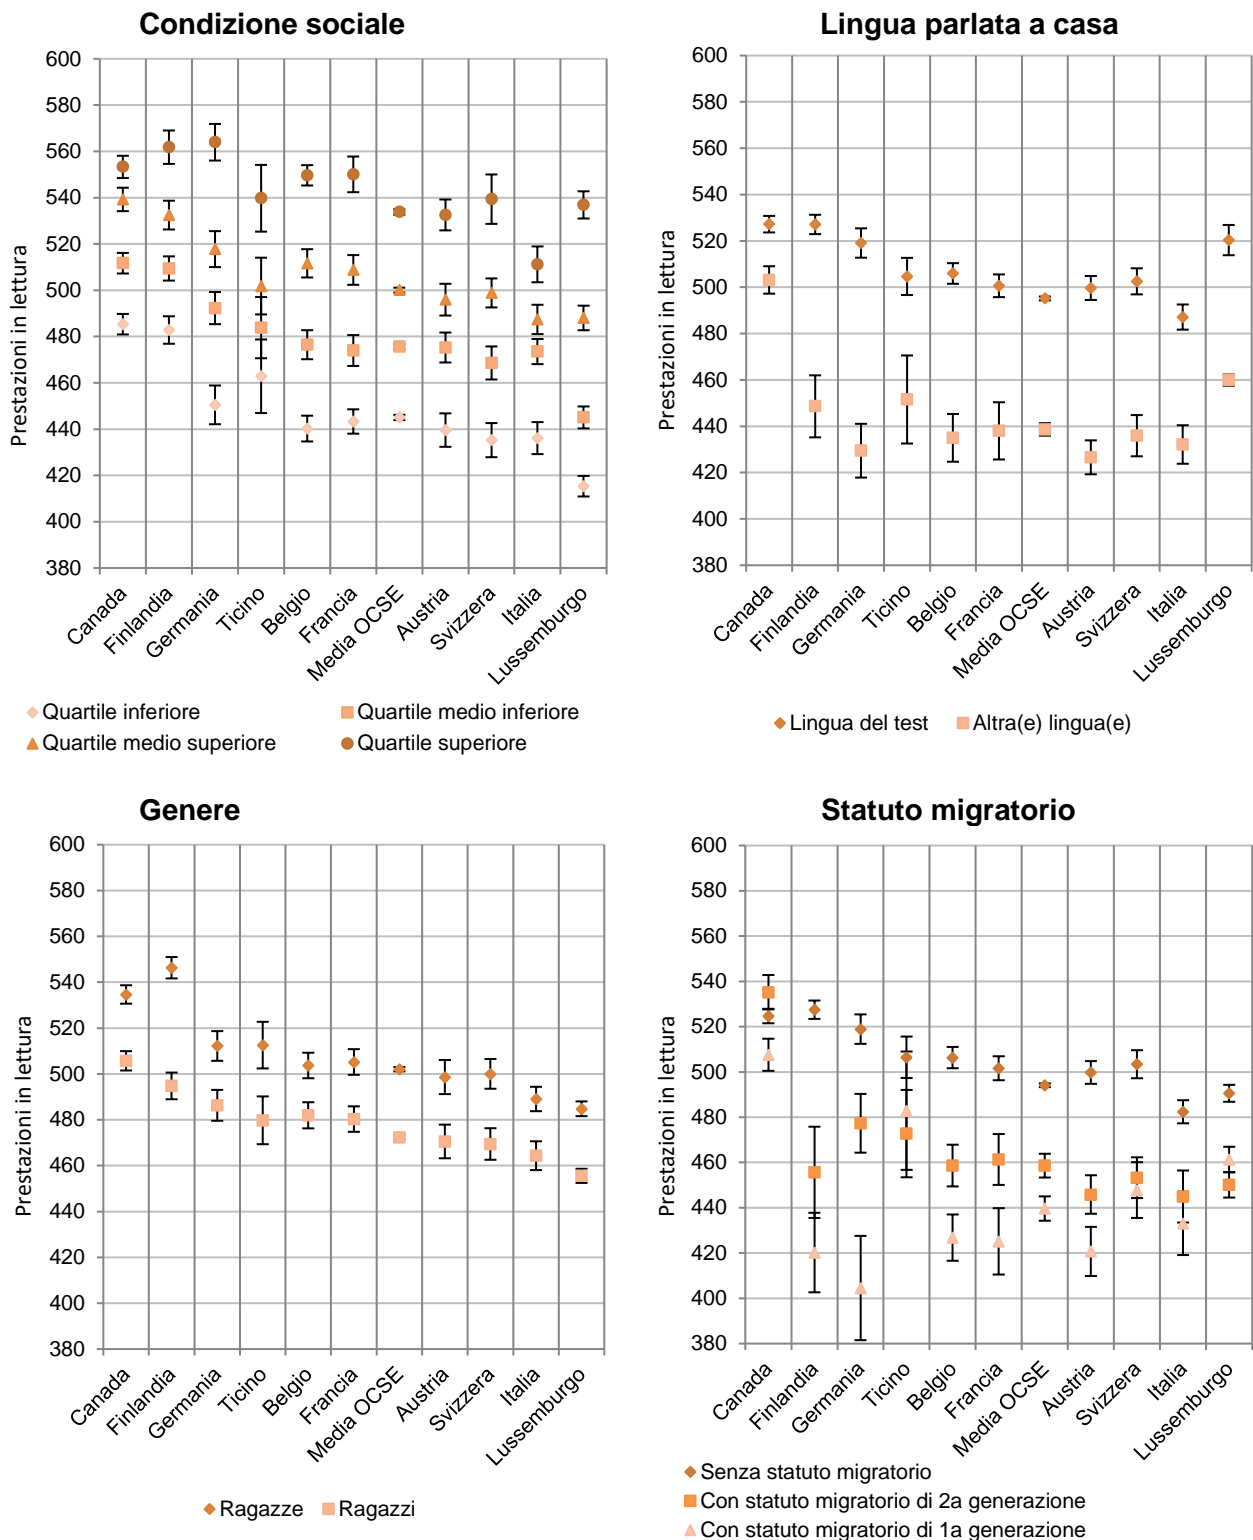 Condizione sociale
Prestazioni in lettura
600
580
560
540
520
500
480
460
440
420
400
380
Canada
Finlandia
Germania
Ticino
Belgio
Francia
Media OCSE
Austria
Svizzera
Italia
Lussemburgo
Quartile inferiore
Quartile medio inferiore
Quartile medio superiore
Quartile superiore
Lingua parlata a casa
Prestazioni in lettura
600
580
560
540
520
500
480
460
440
420
400
380
Canada
Finlandia
Germania
Ticino
Belgio
Francia
Media OCSE
Austria
Svizzera
Italia
Lussemburgo
Lingua del test
Altra(e) lingua(e)
Genere
Prestazioni in lettura
600
580
560
540
520
500
480
460
440
420
400
380
Canada
Finlandia
Germania
Ticino
Belgio
Francia
Media OCSE
Austria
Svizzera
Italia
Lussemburgo
Ragazze
Ragazzi
Statuto migratorio
Prestazioni in lettura
600
580
560
540
520
500
480
460
440
420
400
380
Canada
Finlandia
Germania
Ticino
Belgio
Francia
Media OCSE
Austria
Svizzera
Italia
Lussemburgo
Senza statuto migratorio
Con statuto migratorio di 2a generazione
Con statuto migratorio di 1a generazione